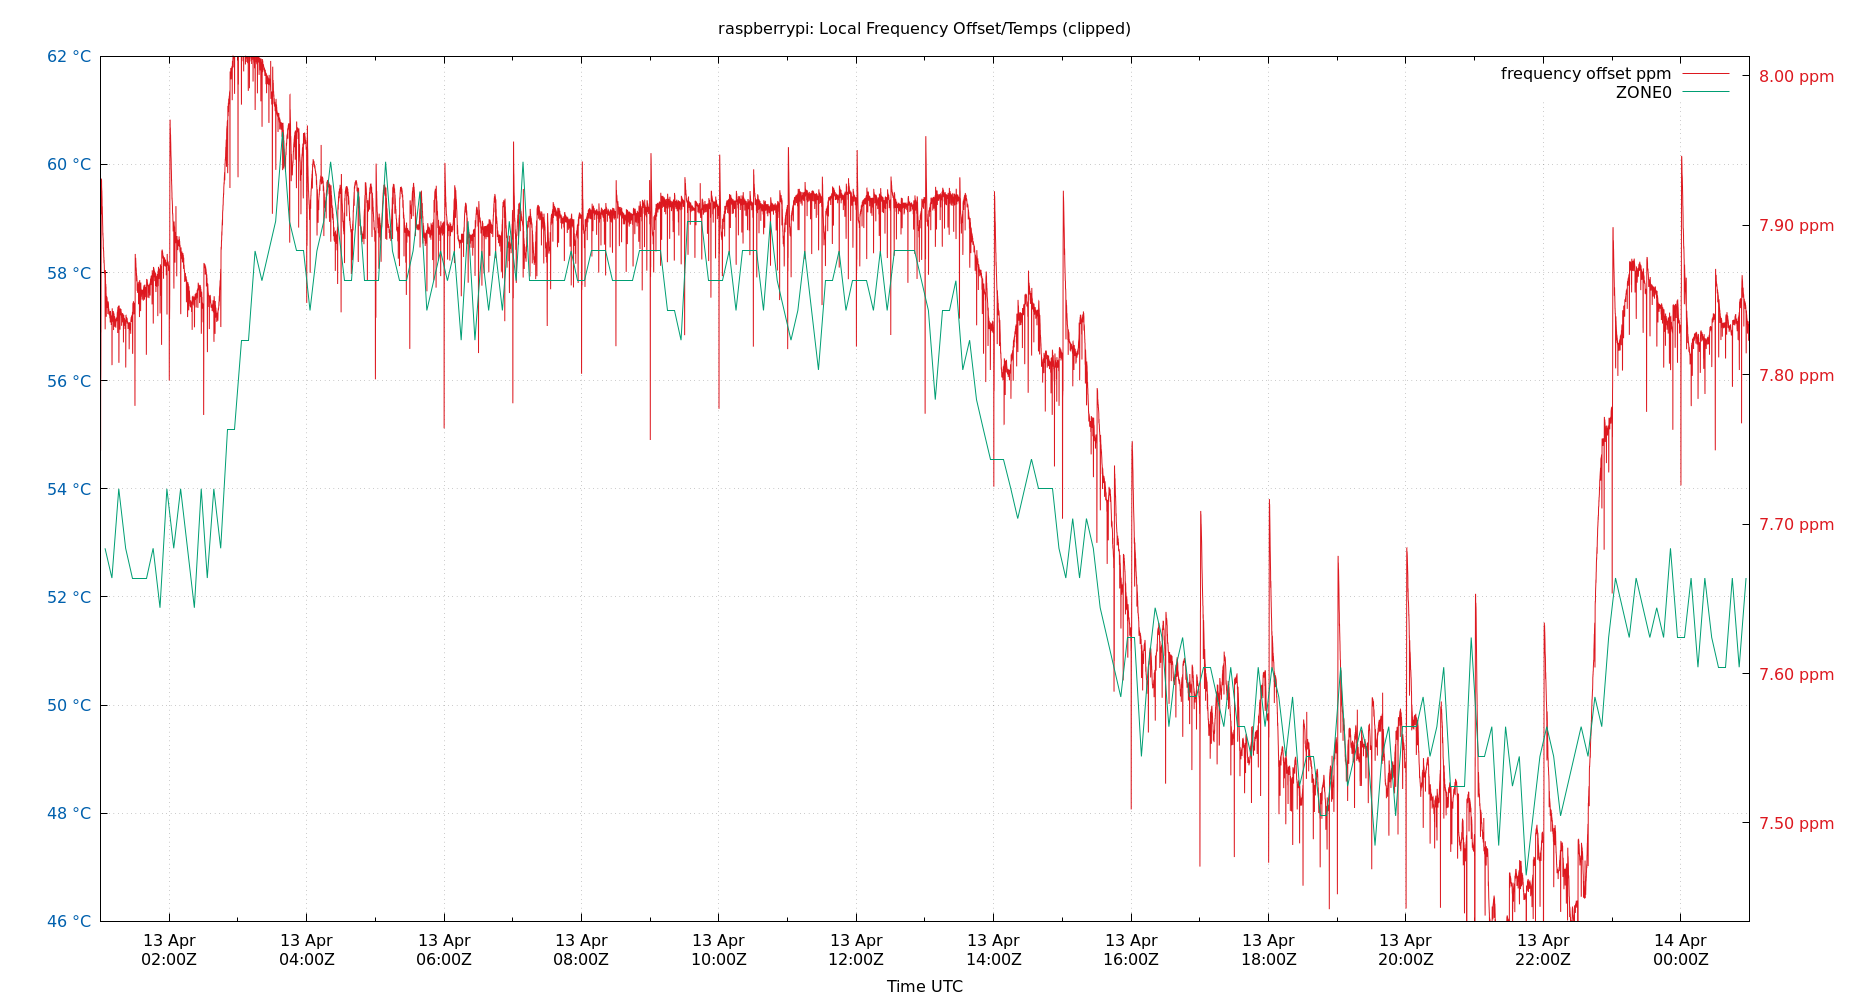 raspberrypi: Local Frequency Offset/Temps (clipped)
frequency offset ppm
ZONE0
62 °C
60 °C
58 °C
56 °C
54 °C
52 °C
50 °C
48 °C
46 °C
8.00 ppm
7.90 ppm
7.80 ppm
7.70 ppm
7.60 ppm
7.50 ppm
13 Apr 02:00Z
13 Apr 04:00Z
13 Apr 06:00Z
13 Apr 08:00Z
13 Apr 10:00Z
13 Apr 12:00Z
13 Apr 14:00Z
13 Apr 16:00Z
13 Apr 18:00Z
13 Apr 20:00Z
13 Apr 22:00Z
14 Apr 00:00Z
Time UTC